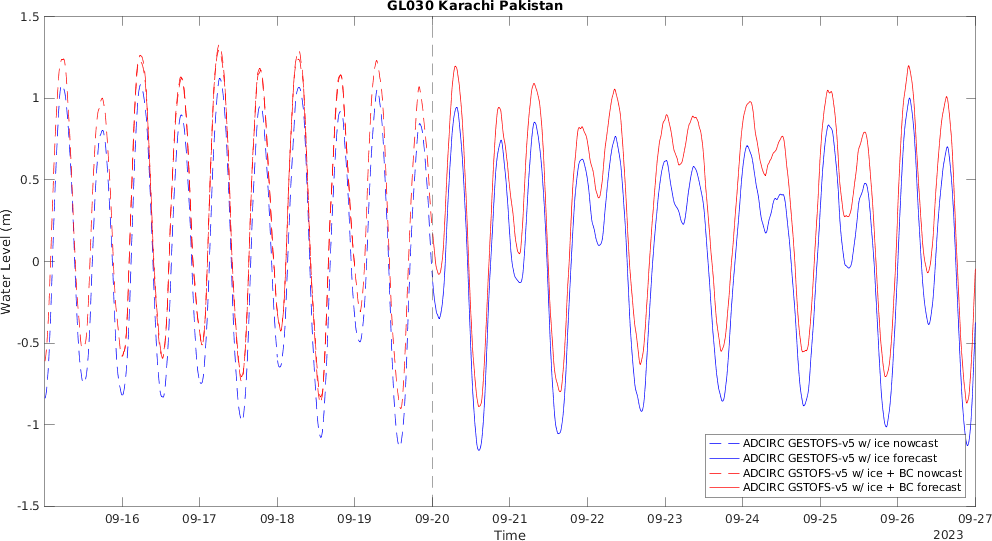 GL030 Karachi Pakistan
Water Level (m)
1.5
1
0.5
0
-0.5
-1
-1.5
ADCIRC GESTOFS-v5 w/ ice nowcast
ADCIRC GESTOFS-v5 w/ ice forecast
ADCIRC GSTOFS-v5 w/ ice + BC nowcast
ADCIRC GSTOFS-v5 w/ ice + BC forecast
09-16 09-17 09-18 09-19 09-20 09-21 09-22 09-23 09-24 09-25 09-26 09-27
Time
2023